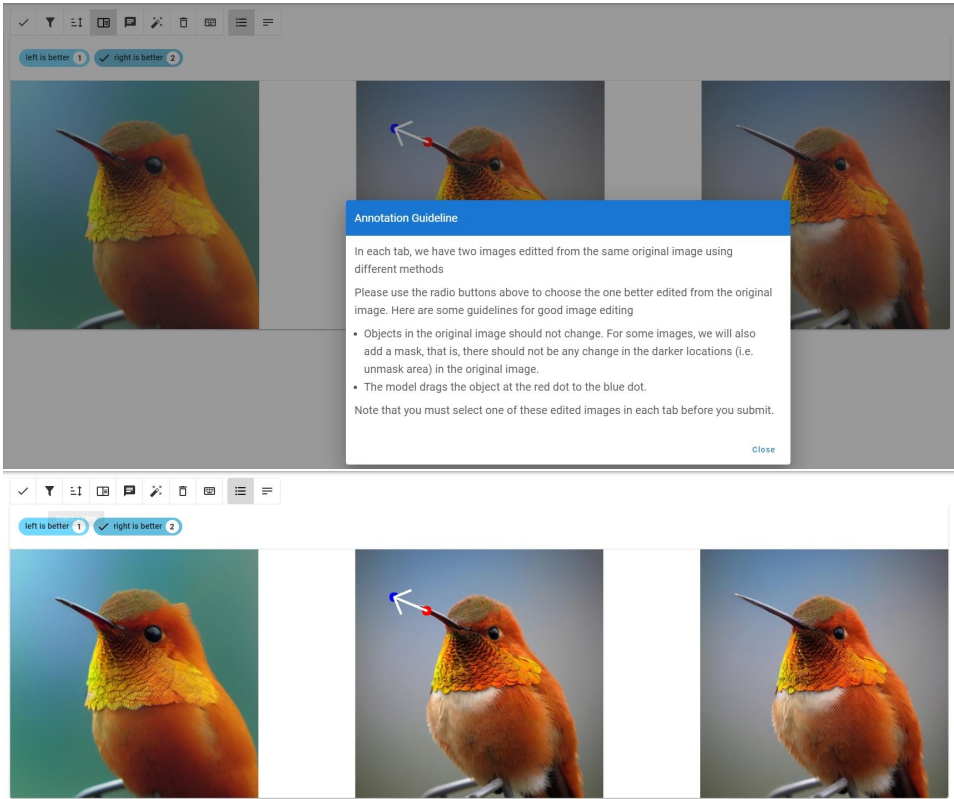 left is better 1 right is better 2
Annotation Guideline
In each tab, we have two images editted from the same original image using
different methods
Please use the radio buttons above to choose the one better edited from the original
image. Here are some guidelines for good image editing
• Objects in the original image should not change. For some images, we will also
add a mask, that is, there should not be any change in the darker locations (i.e.
unmask area) in the original image.
• The model drags the object at the red dot to the blue dot.
Note that you must select one of these edited images in each tab before you submit.
Close
left is better 1 right is better 2